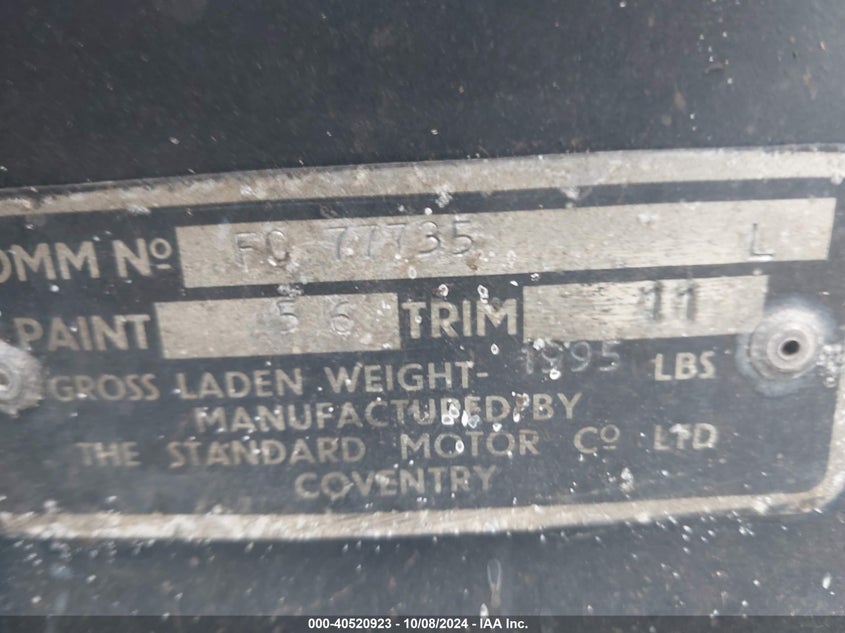 OMM Nº FC 77735 L
PAINT 56 TRIM 11
GROSS LADEN WEIGHT- 1995 LBS
MANUFACTURED BY
THE STANDARD MOTOR Cº LTD
COVENTRY
000-40520923 - 10/08/2024 - IAA Inc.